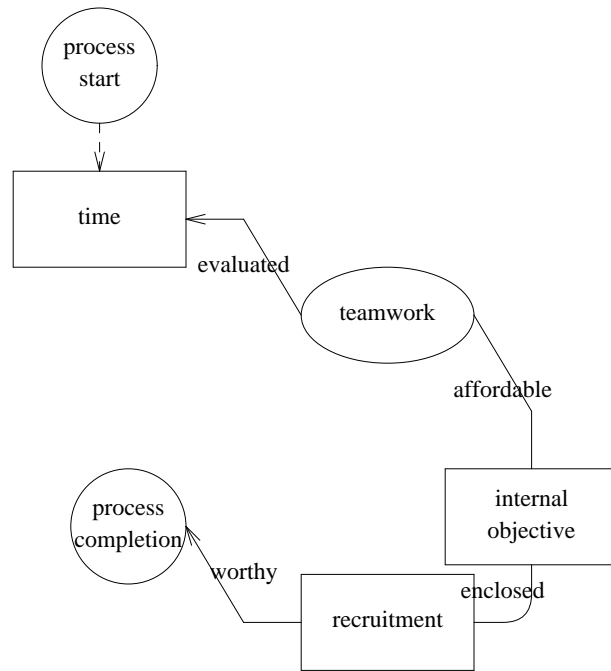 process
start
time
evaluated
teamwork
affordable
internal
objective
process
completion
worthy
enclosed
recruitment